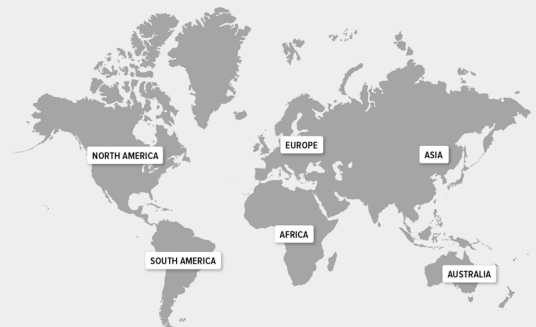 EUROPE
ASIA
NORTH AMERICA
AFRICA
SOUTH AMERICA
AUSTRALIA